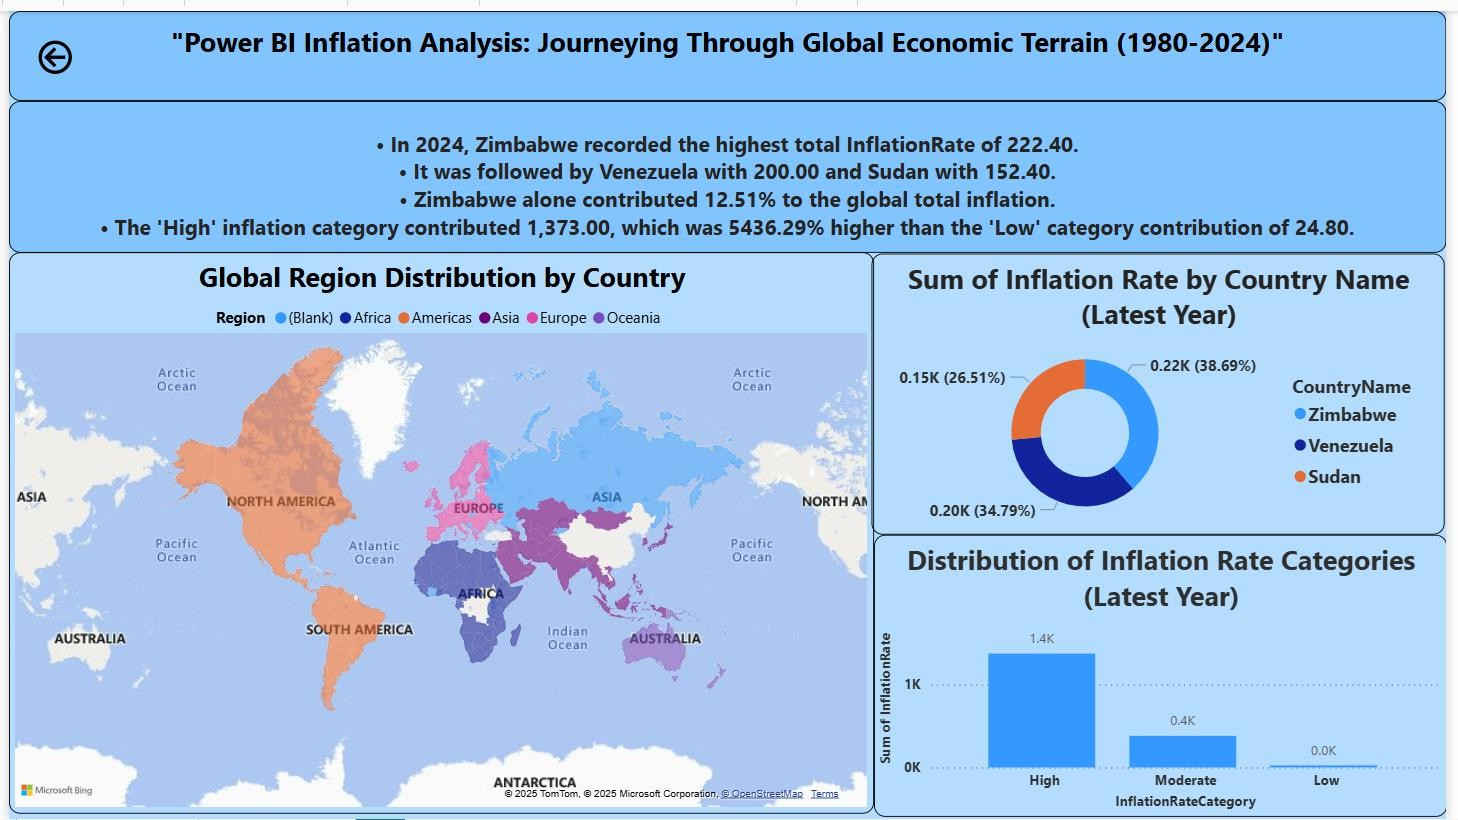 "Power BI Inflation Analysis: Journeying Through Global Economic Terrain (1980-2024)"
• In 2024, Zimbabwe recorded the highest total InflationRate of 222.40.
• It was followed by Venezuela with 200.00 and Sudan with 152.40.
• Zimbabwe alone contributed 12.51% to the global total inflation.
• The 'High' inflation category contributed 1,373.00, which was 5436.29% higher than the 'Low' category contribution of 24.80.
Global Region Distribution by Country
Region (Blank) Africa Americas Asia Europe Oceania
Arctic
Ocean
Arctic
Ocean
ASIA
NORTH AMERICA
EUROPE
ASIA
NORTH AM
Pacific
Ocean
Atlantic
Ocean
Pacific
Ocean
AFRICA
AUSTRALIA
SOUTH AMERICA
Indian
Ocean
AUSTRALIA
ANTARCTICA
Microsoft Bing
© 2025 TomTom, © 2025 Microsoft Corporation, © OpenStreetMap Terms
Sum of Inflation Rate by Country Name
(Latest Year)
0.15K (26.51%)
0.22K (38.69%)
0.20K (34.79%)
CountryName
Zimbabwe
Venezuela
Sudan
Distribution of Inflation Rate Categories
(Latest Year)
Sum of InflationRate
1K
0K
1.4K
0.4K
0.0K
High
Moderate
Low
InflationRateCategory